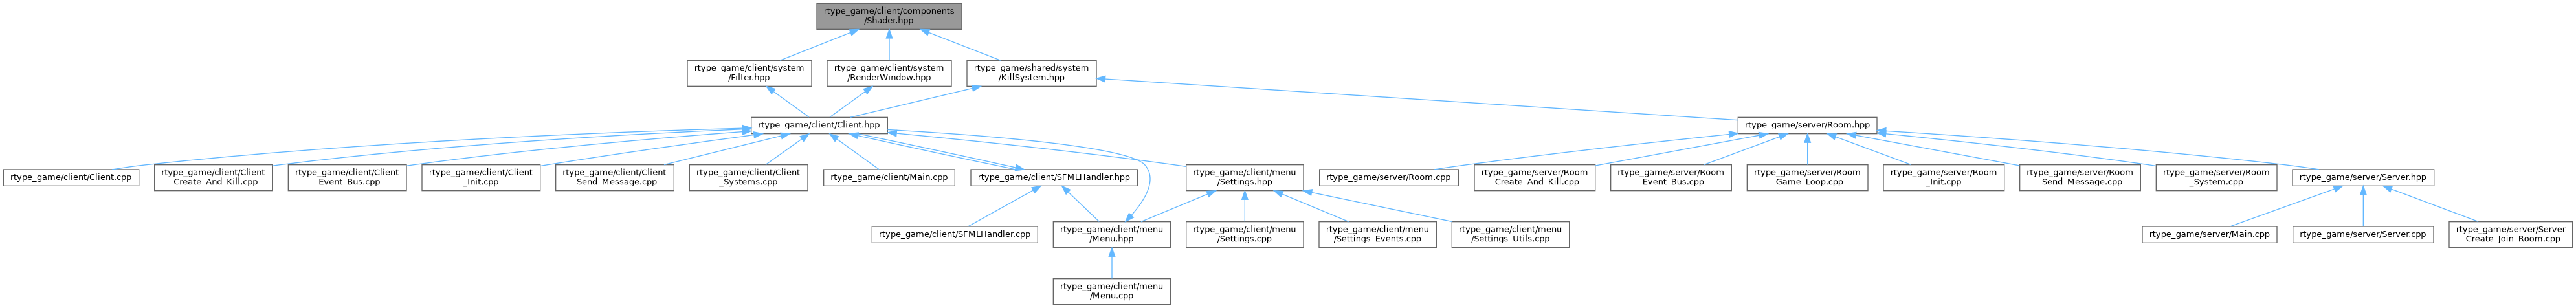 rtype_game/client/components
/Shader.hpp
rtype_game/client/system
/Filter.hpp
rtype_game/client/system
/RenderWindow.hpp
rtype_game/shared/system
/KillSystem.hpp
rtype_game/client/Client.hpp
rtype_game/server/Room.hpp
rtype_game/client/Client.cpp
rtype_game/client/Client
_Create_And_Kill.cpp
rtype_game/client/Client
_Event_Bus.cpp
rtype_game/client/Client
_Init.cpp
rtype_game/client/Client
_Send_Message.cpp
rtype_game/client/Client
_Systems.cpp
rtype_game/client/Main.cpp
rtype_game/client/SFMLHandler.hpp
rtype_game/client/menu
/Settings.hpp
rtype_game/server/Room.cpp
rtype_game/server/Room
_Create_And_Kill.cpp
rtype_game/server/Room
_Event_Bus.cpp
rtype_game/server/Room
_Game_Loop.cpp
rtype_game/server/Room
_Init.cpp
rtype_game/server/Room
_Send_Message.cpp
rtype_game/server/Room
_System.cpp
rtype_game/server/Server.hpp
rtype_game/client/SFMLHandler.cpp
rtype_game/client/menu
/Menu.hpp
rtype_game/client/menu
/Settings.cpp
rtype_game/client/menu
/Settings_Events.cpp
rtype_game/client/menu
/Settings_Utils.cpp
rtype_game/server/Main.cpp
rtype_game/server/Server.cpp
rtype_game/server/Server
_Create_Join_Room.cpp
rtype_game/client/menu
/Menu.cpp